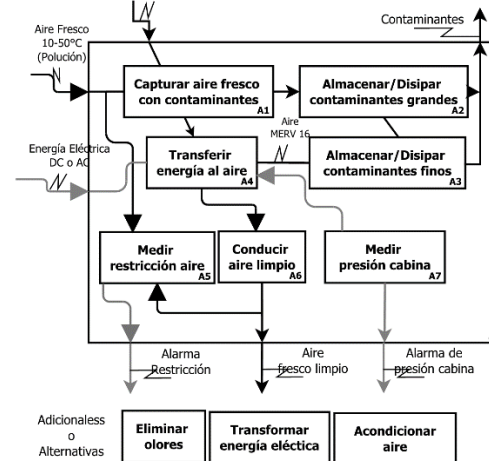 Contaminantes
Aire Fresco
10-50°C
(Polución)
Capturar aire fresco
con contaminantes
A1
Almacenar/Disipar
contaminantes grandes
A2
Aire
MERV 16
Energía Eléctrica
DC o AC
Transferir
energía al aire
A4
Almacenar/Disipar
contaminantes finos
A3
Medir
restricción aire
A5
Conducir
aire limpio
A6
Medir
presión cabina
A7
Alarma
Restricción
Aire
fresco limpio
Alarma de
presión cabina
Adicionaless
o
Alternativas
Eliminar
olores
Transformar
energía eléctica
Acondicionar
aire